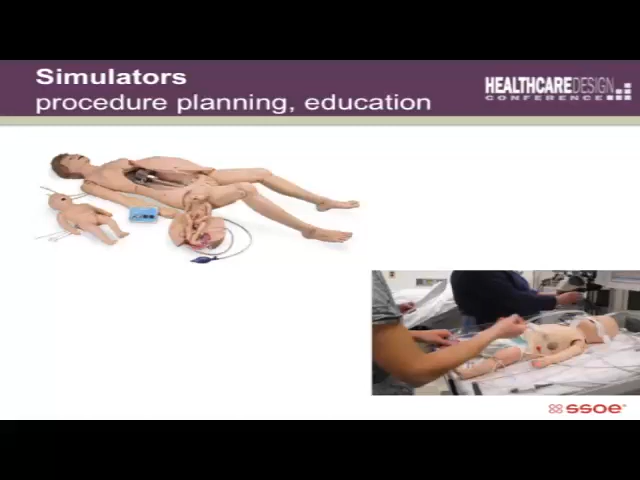 Simulators
procedure planning, education
HEALTHCAREDESIGN
CONFERENCE
ssoe